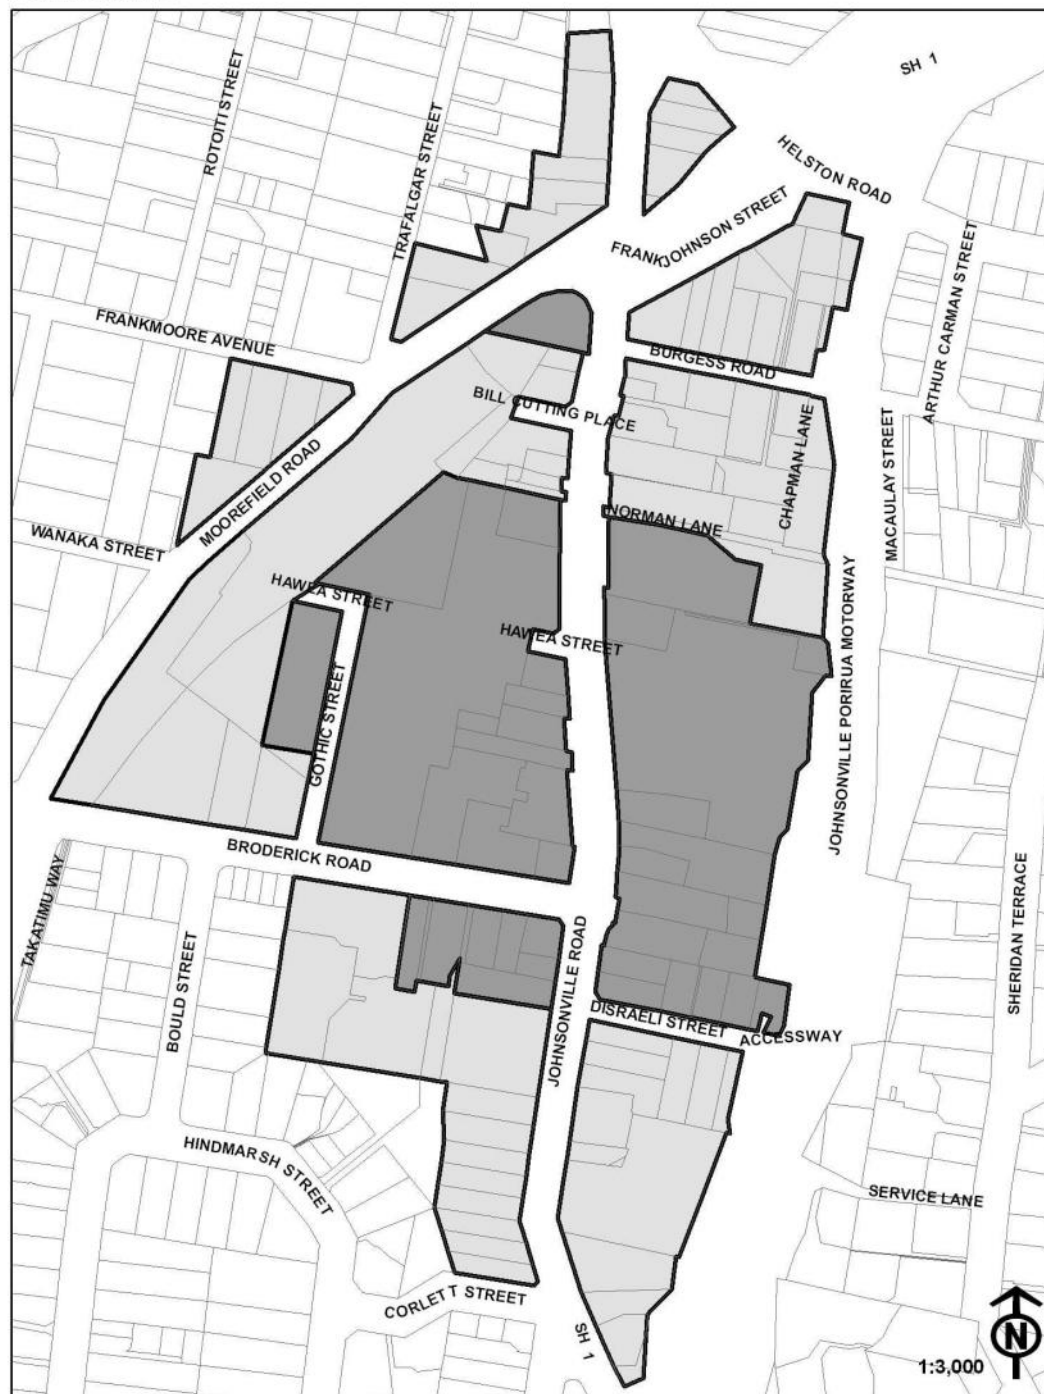 SH 1
ROTOITI STREET
TRAFALGAR STREET
HELSTON ROAD
FRANKJOHNSON STREET
ARTHUR CARMAN STREET
FRANKMOORE AVENUE
BURGESS ROAD
BILL CUTTING PLACE
CHAPMAN LANE
MACAULAY STREET
MOOREFIELD ROAD
NORMAN LANE
WANAKA STREET
HAWEA STREET
HAWEA STREET
GOTHIC STREET
JOHNSONVILLE PORIRUA MOTORWAY
BRODERICK ROAD
TAKATIMU WAY
BOULD STREET
JOHNSONVILLE ROAD
SHERIDAN TERRACE
DISRAELI STREET
ACCESSWAY
HINDMARSH STREET
SERVICE LANE
CORLETT STREET
SH 1
N
1:3,000